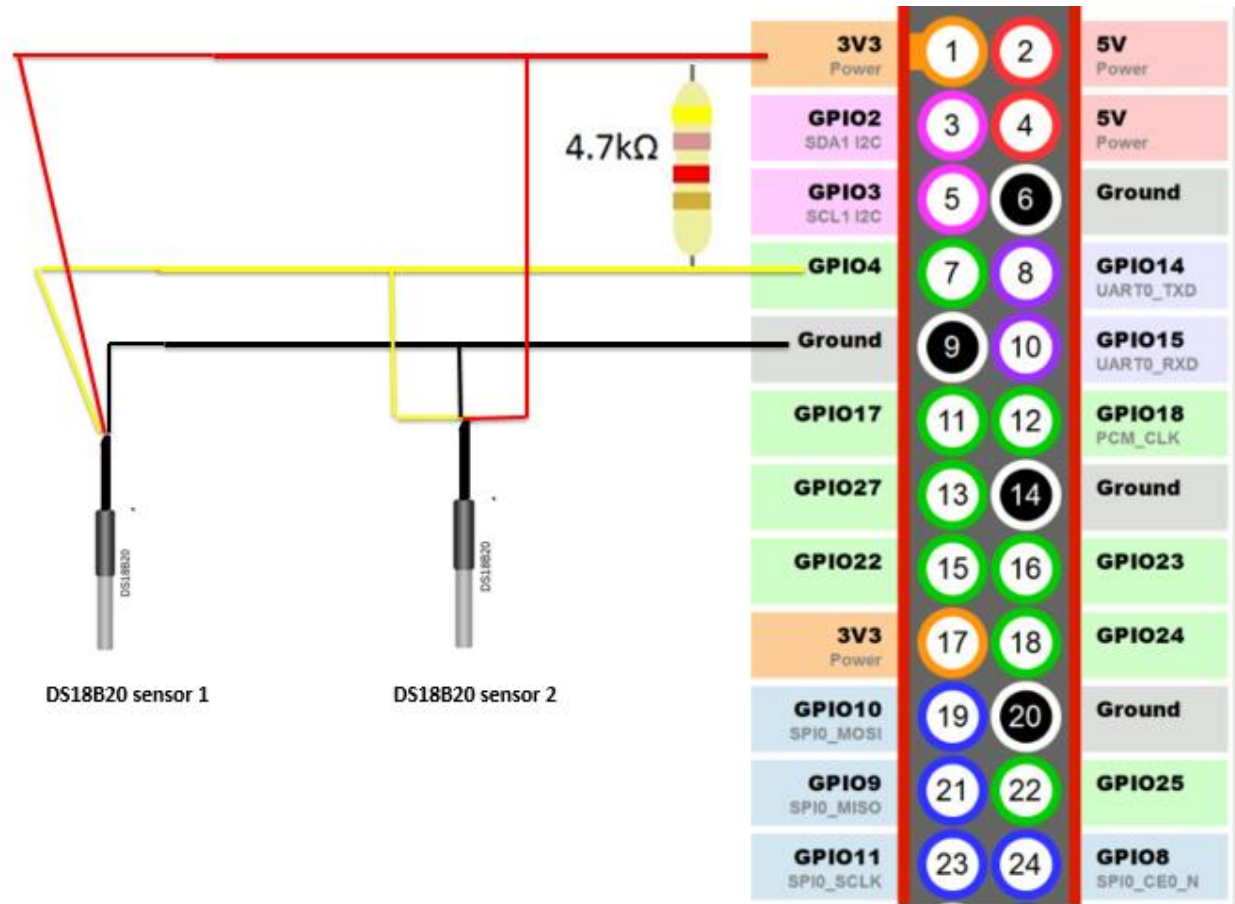 3V3
Power
1
2
5V
Power
4.7kΩ
GPIO2
SDA1 I2C
3
4
5V
Power
GPIO3
SCL1 I2C
5
6
Ground
GPIO4
7
8
GPIO14
UART0_TXD
Ground
9
10
GPIO15
UART0_RXD
GPIO17
11
12
GPIO18
PCM_CLK
GPIO27
13
14
Ground
DS18B20
DS18B20
GPIO22
15
16
GPIO23
3V3
Power
17
18
GPIO24
DS18B20 sensor 1
DS18B20 sensor 2
GPIO10
SPI0_MOSI
19
20
Ground
GPIO9
SPI0_MISO
21
22
GPIO25
GPIO11
SPI0_SCLK
23
24
GPIO8
SPI0_CE0_N